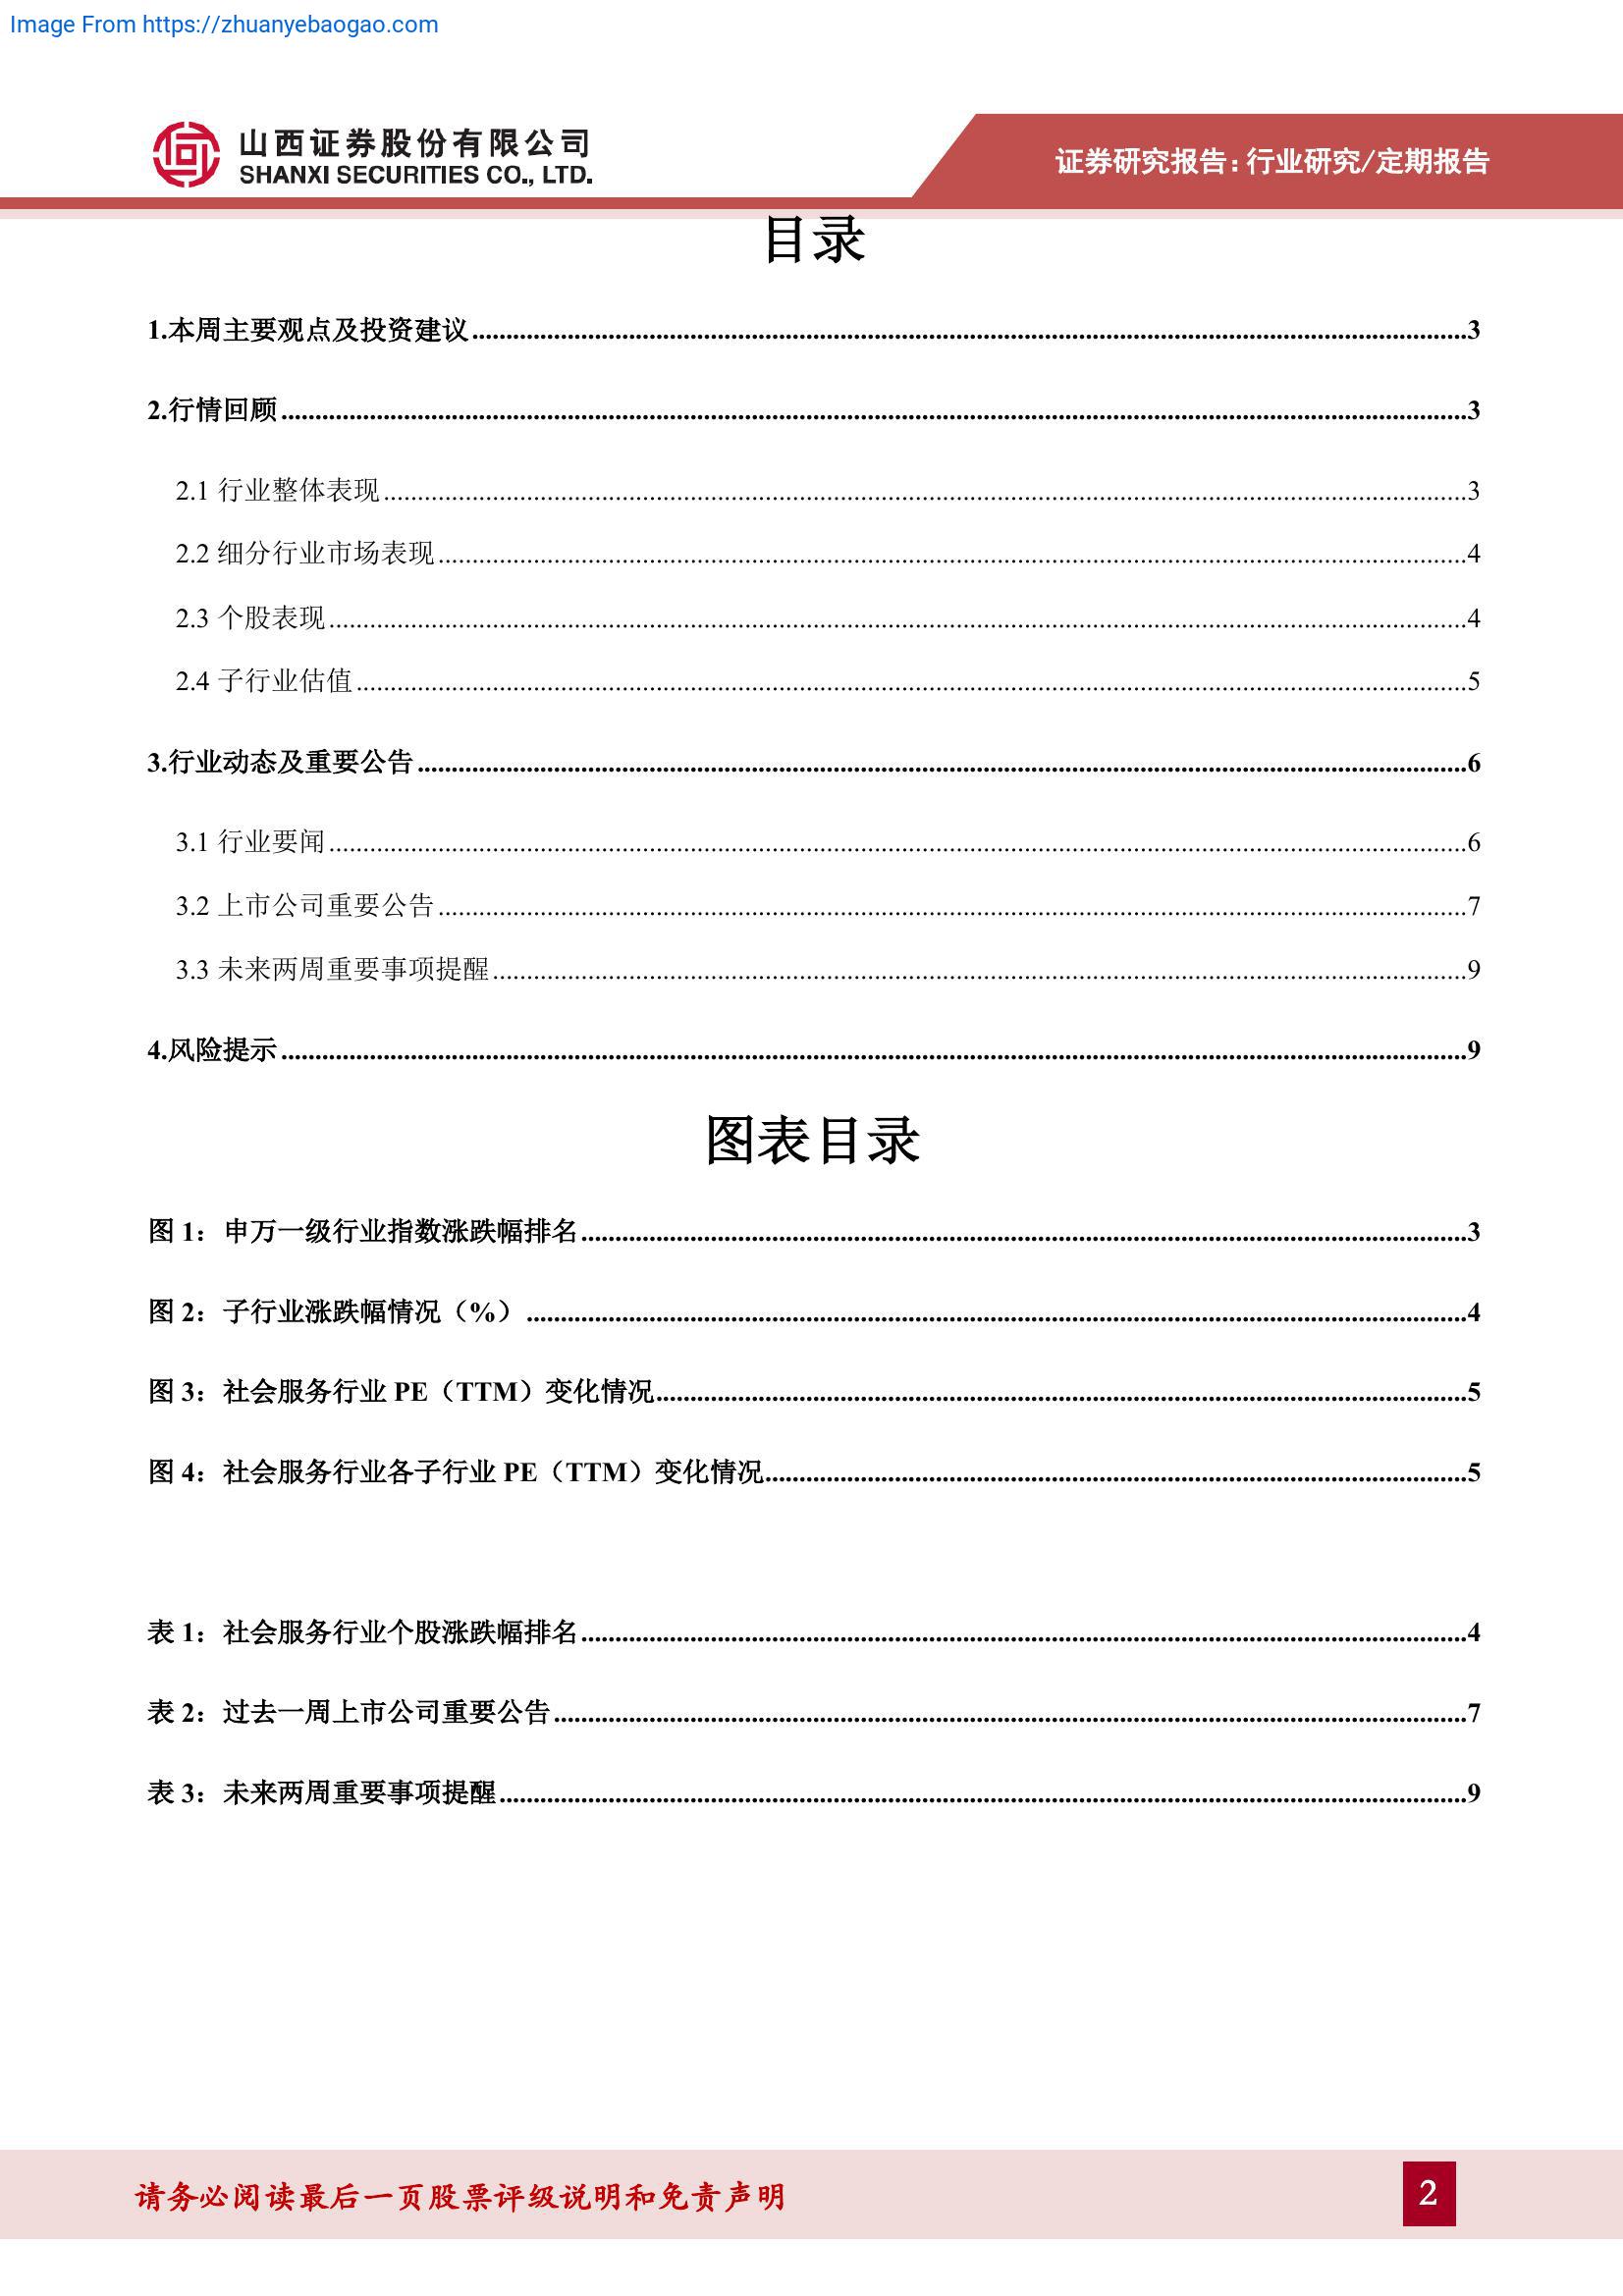 Image From https://zhuanyebaogao.com
山西证券股份有限公司
SHANXI SECURITIES CO., LTD.
证券研究报告:行业研究/定期报告
目录
1.本周主要观点及投资建议........................................3
2.行情回顾........................................3
2.1 行业整体表现........................................3
2.2 细分行业市场表现........................................4
2.3 个股表现........................................4
2.4 子行业估值........................................5
3.行业动态及重要公告........................................6
3.1 行业要闻........................................6
3.2 上市公司重要公告........................................7
3.3 未来两周重要事项提醒........................................9
4.风险提示........................................9
图表目录
图 1：申万一级行业指数涨跌幅排名........................................3
图 2：子行业涨跌幅情况（%）........................................4
图 3：社会服务行业 PE（TTM）变化情况........................................5
图 4：社会服务行业各子行业 PE（TTM）变化情况........................................5
表 1：社会服务行业个股涨跌幅排名........................................4
表 2：过去一周上市公司重要公告........................................7
表 3：未来两周重要事项提醒........................................9
请务必阅读最后一页股票评级说明和免责声明
2